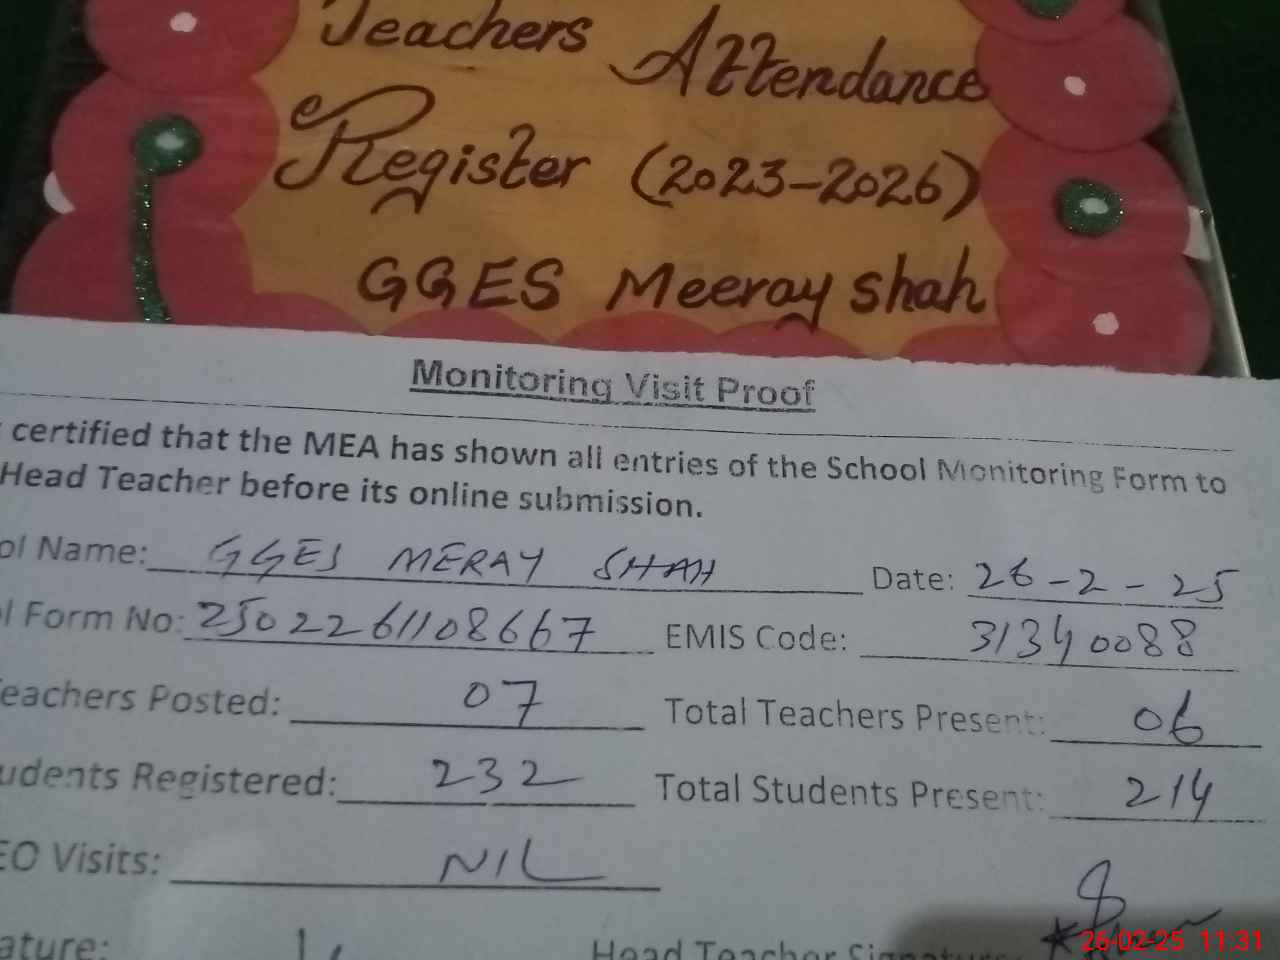 Teachers Attendance
Register (2023-2026)
GGES Meeray shah
Monitoring Visit Proof
certified that the MEA has shown all entries of the School Monitoring Form to
Head Teacher before its online submission.
ol Name: GGES MERAY SHAH Date: 26-2-25
l Form No: 2502261108667 EMIS Code: 31340088
eachers Posted: 07 Total Teachers Present: 06
udents Registered: 232 Total Students Present: 214
EO Visits: NIL
ature: Head Teacher Signature:
26-02-25 11:31